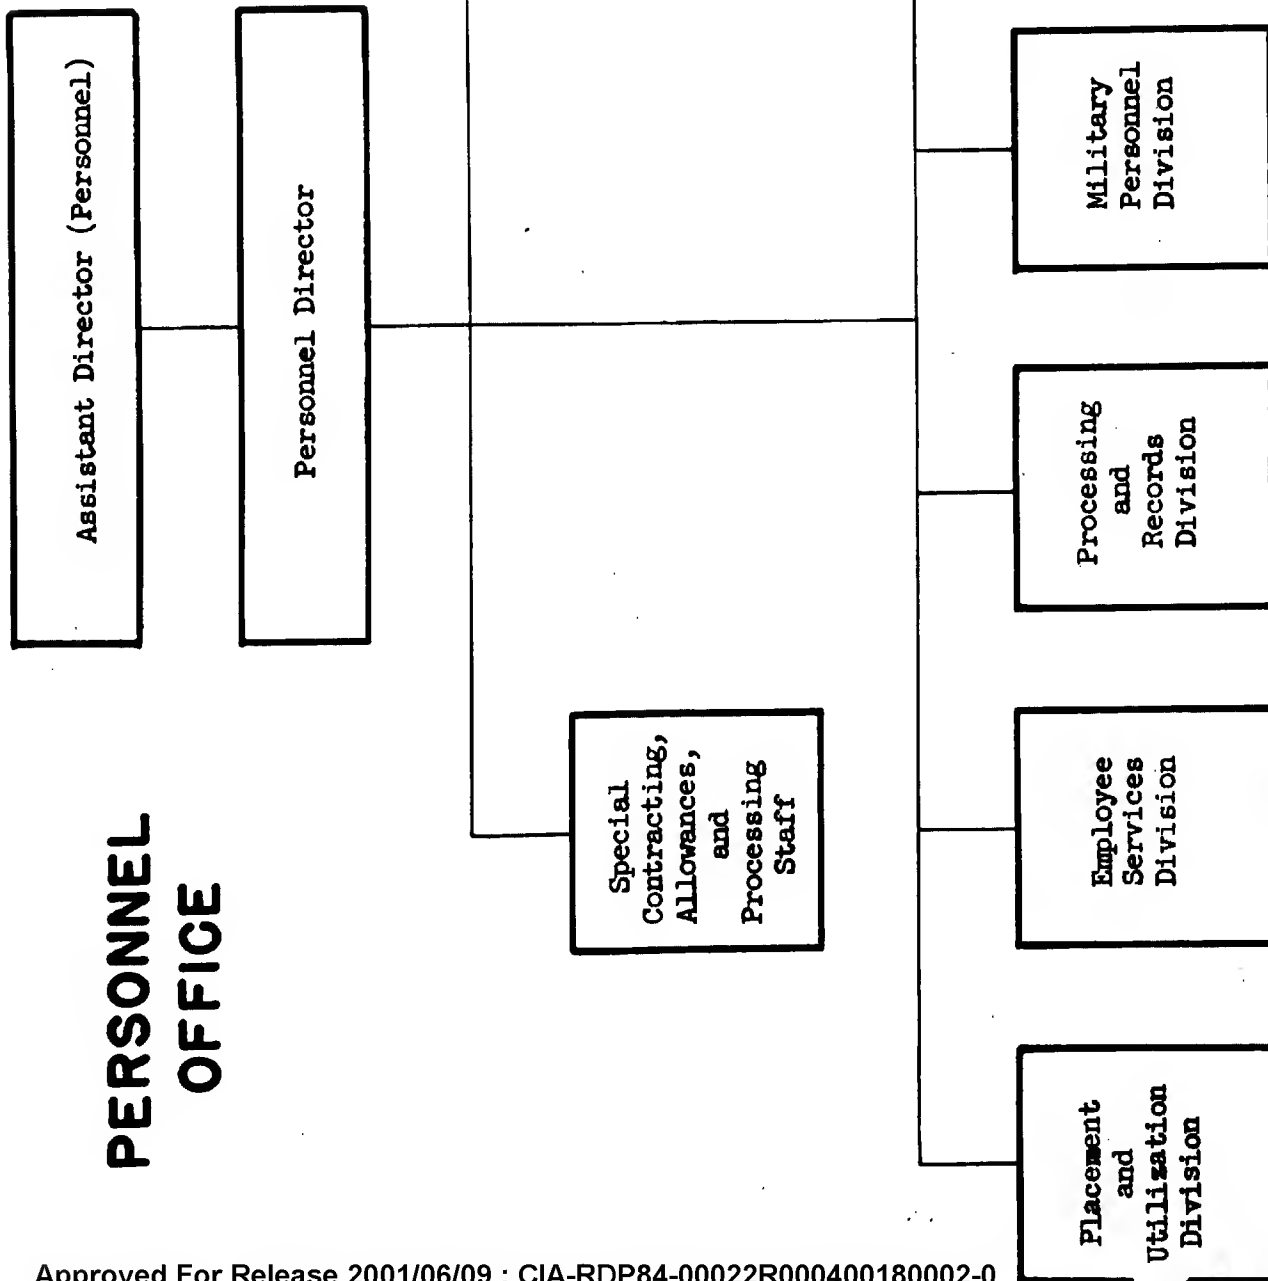 PERSONNEL
OFFICE
Assistant Director (Personnel)
Personnel Director
Special
Contracting,
Allowances,
and
Processing
Staff
Placement
and
Utilization
Division
Employee
Services
Division
Processing
and
Records
Division
Military
Personnel
Division
Approved For Release 2001/06/09 : CIA-RDP84-00022R000400180002-0